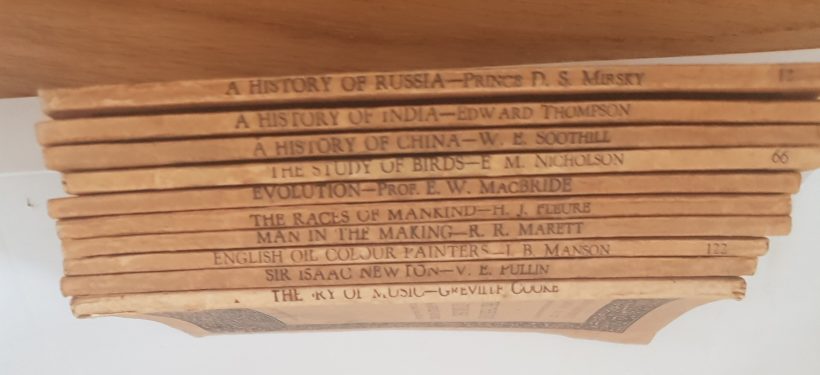 A HISTORY OF RUSSIA—PRINCE D. S. MIRSKY 12
A HISTORY OF INDIA—EDWARD THOMPSON
A HISTORY OF CHINA—W. E. SOOTHILL
THE STUDY OF BIRDS—E M. NICHOLSON 66
EVOLUTION—PROF. E. W. MACBRIDE
THE RACES OF MANKIND—H. J. FLEURE
MAN IN THE MAKING—R. R. MARETT
ENGLISH OIL COLOUR PAINTERS—J. B. MANSON 122
SIR ISAAC NEWTON—V. E. PULLIN
THE OF MUSIC—GREVILLE COOKE